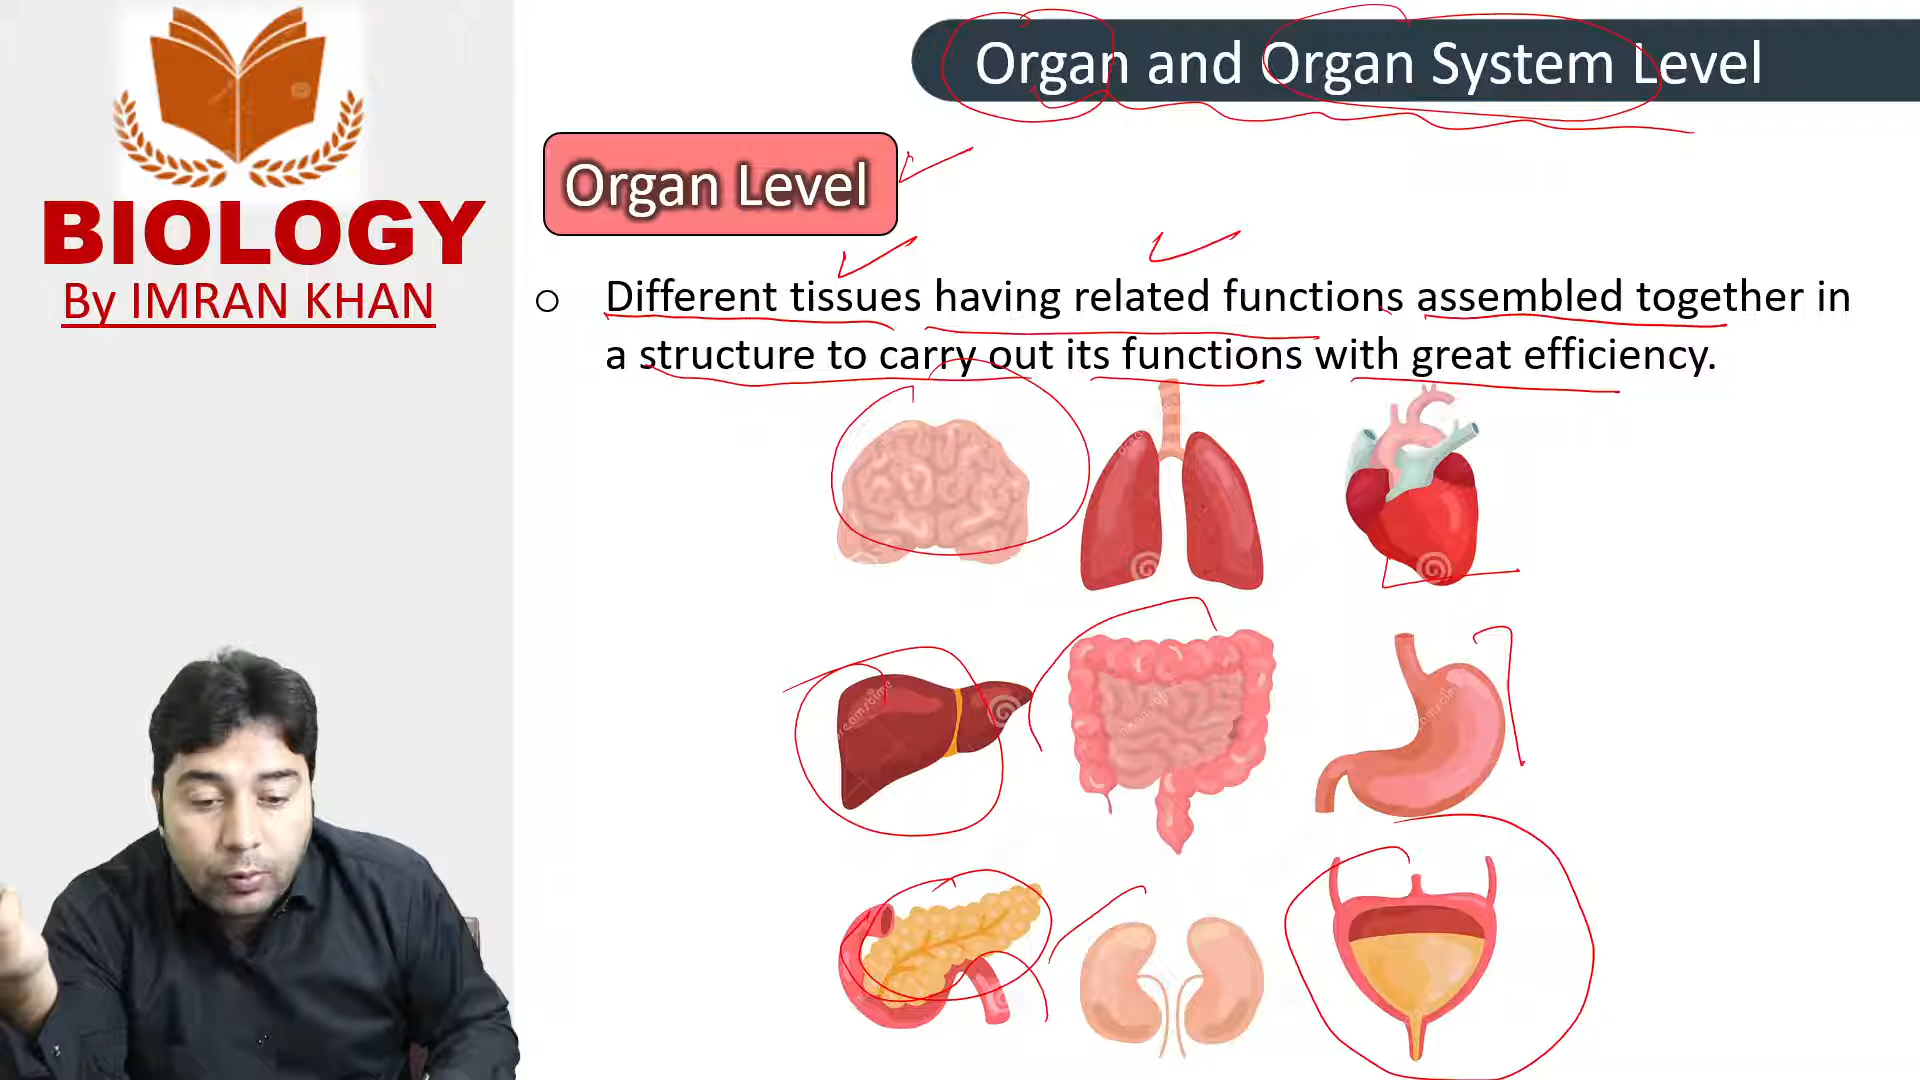 Organ and Organ System Level
Organ Level
BIOLOGY
By IMRAN KHAN
Different tissues having related functions assembled together in
a structure to carry out its functions with great efficiency.